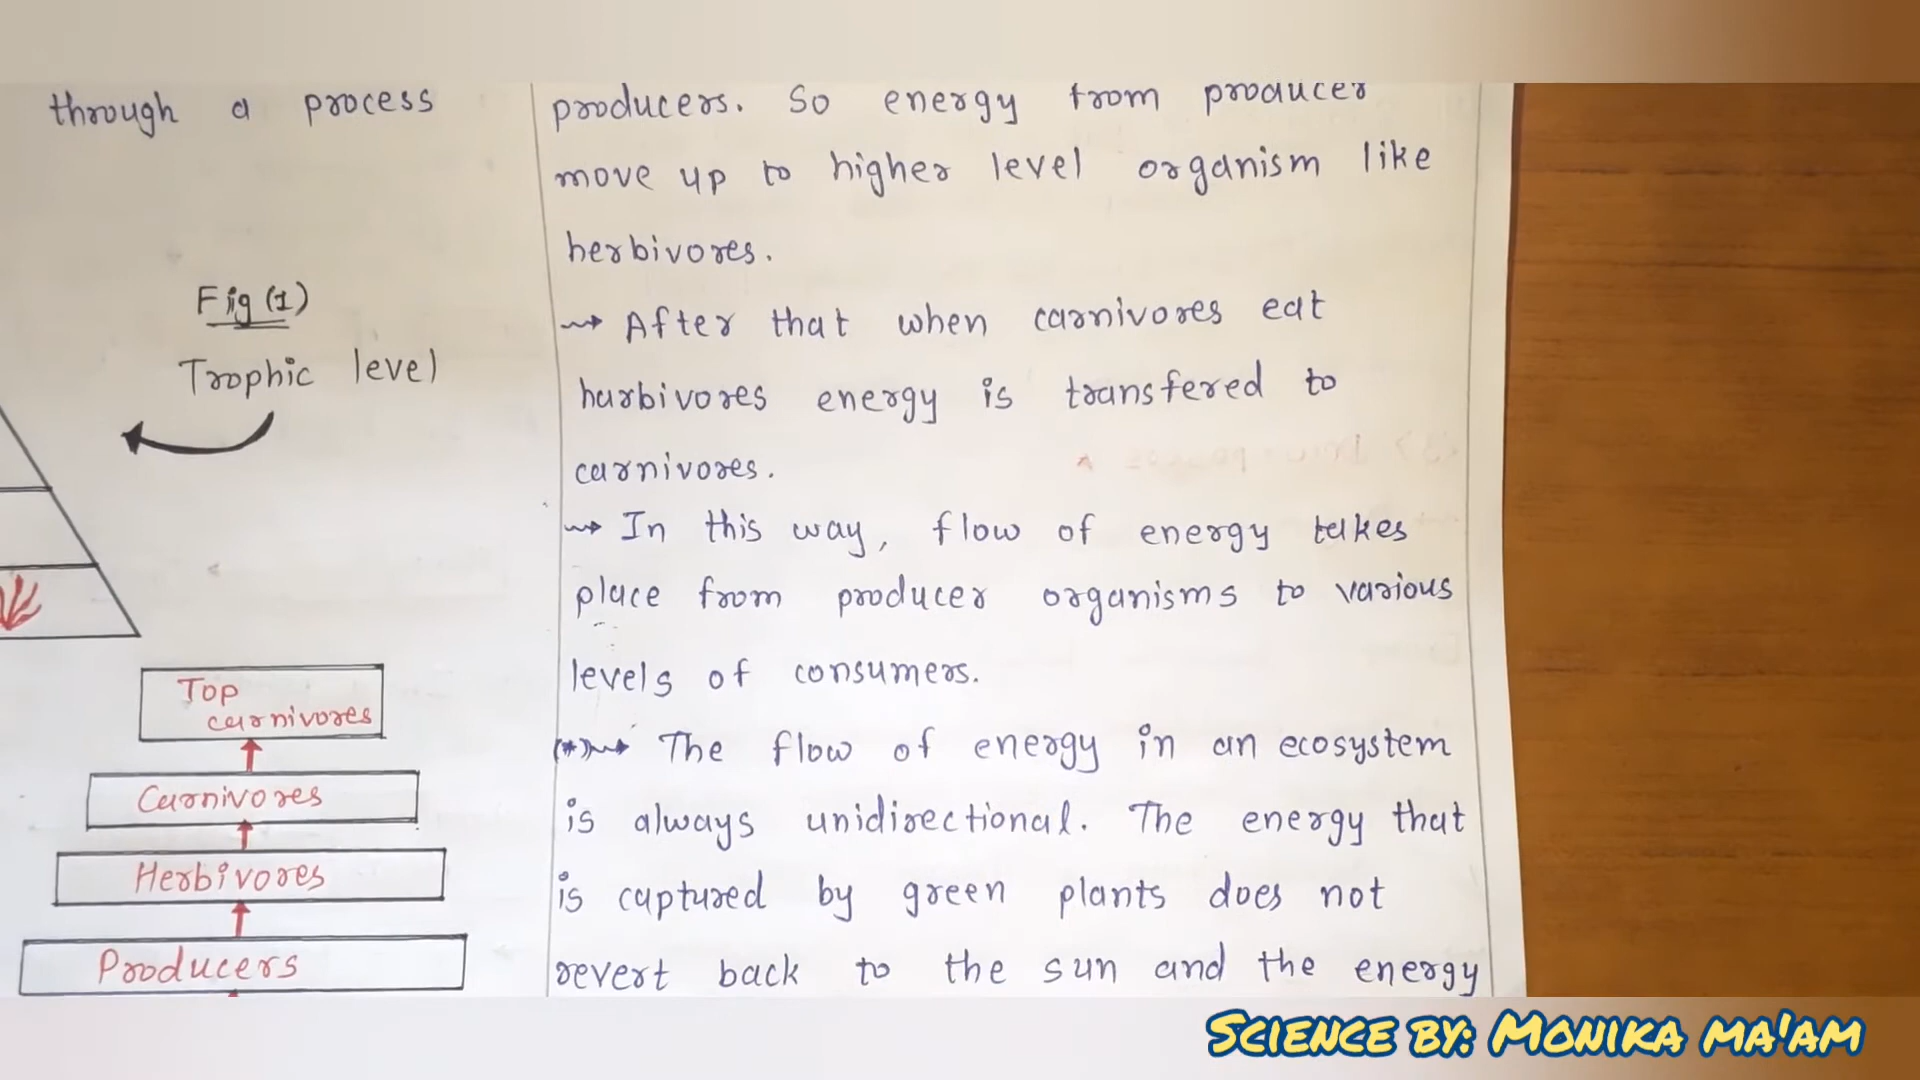 through a process
Fig (1)
Trophic level
Top
carnivores
Carnivores
Herbivores
Producers
producers. So energy from producer
move up to higher level organism like
herbivores.
⇝ After that when carnivores eat
harbivores energy is transfered to
carnivores.
⇝ In this way, flow of energy takes
place from producer organisms to various
levels of consumers.
(*)⇝ The flow of energy in an ecosystem
is always unidirectional. The energy that
is captured by green plants does not
revert back to the sun and the energy
Science by: Monika ma'am